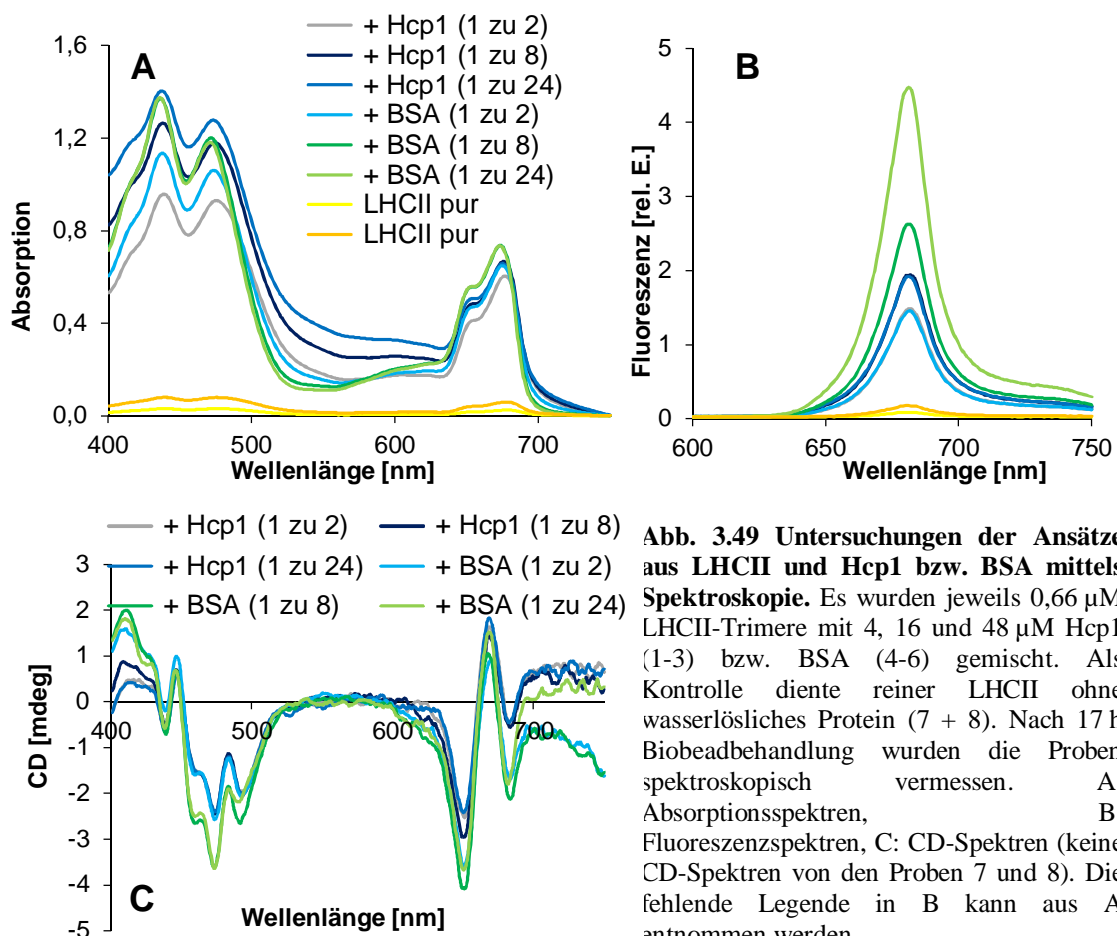 A
Absorption
1,6
1,2
0,8
0,4
0,0
400 500 600 700
Wellenlänge [nm]
+ Hcp1 (1 zu 2)
+ Hcp1 (1 zu 8)
+ Hcp1 (1 zu 24)
+ BSA (1 zu 2)
+ BSA (1 zu 8)
+ BSA (1 zu 24)
LHCII pur
LHCII pur
B
Fluoreszenz [rel. E.]
5
4
3
2
1
0
600 650 700 750
Wellenlänge [nm]
+ Hcp1 (1 zu 2) + Hcp1 (1 zu 8)
+ Hcp1 (1 zu 24) + BSA (1 zu 2)
+ BSA (1 zu 8) + BSA (1 zu 24)
CD [mdeg]
3
2
1
0
-1
-2
-3
-4
-5
400 500 600 700
C
Wellenlänge [nm]
Abb. 3.49 Untersuchungen der Ansätze
aus LHCII und Hcp1 bzw. BSA mittels
Spektroskopie. Es wurden jeweils 0,66 µM
LHCII-Trimere mit 4, 16 und 48 µM Hcp1
(1-3) bzw. BSA (4-6) gemischt. Als
Kontrolle diente reiner LHCII ohne
wasserlösliches Protein (7 + 8). Nach 17 h
Biobeadbehandlung wurden die Proben
spektroskopisch vermessen. A
Absorptionsspektren, B
Fluoreszenzspektren, C: CD-Spektren (keine
CD-Spektren von den Proben 7 und 8). Die
fehlende Legende in B kann aus A
entnommen werden